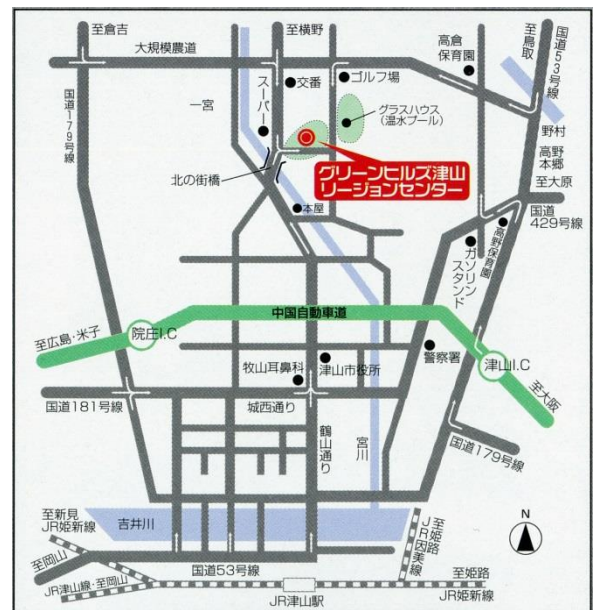 至倉吉
至横野
大規模農道
高倉
保育園
至鳥取
国道53号線
スーパー
交番
ゴルフ場
国道179号線
一宮
グラスハウス
(温水プール)
野村
高野
本郷
至大原
国道
429号線
グリーンヒルズ津山
リージョンセンター
北の街橋
本屋
高野保育園
ガソリン
スタンド
中国自動車道
至広島・米子
院庄I.C
牧山耳鼻科
津山市役所
警察署
津山I.C
至大阪
国道181号線
城西通り
鶴山通り
宮川
国道179号線
至新見
JR姫新線
吉井川
至姫路
JR因美線
N
至岡山
国道53号線
JR津山線・至岡山
JR津山駅
至姫路
JR姫新線